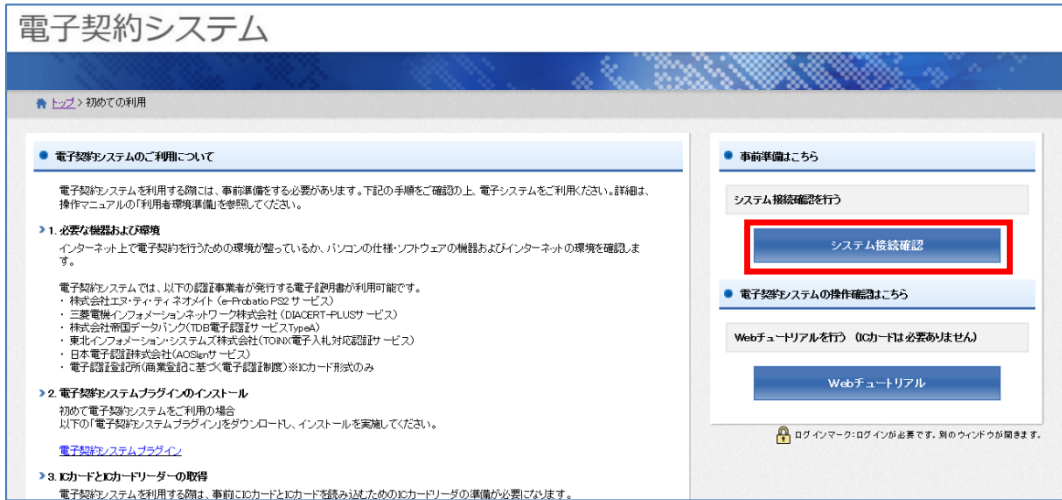 電子契約システム
トップ > 初めての利用
電子契約システムのご利用について
電子契約システムを利用する際には、事前準備をする必要があります。下記の手順をご確認の上、電子システムをご利用ください。詳細は、
操作マニュアルの「利用者環境準備」を参照してください。
1. 必要な機器および環境
インターネット上で電子契約を行うための環境が整っているか、パソコンの仕様・ソフトウェアの機器およびインターネットの環境を確認しま
す。
電子契約システムでは、以下の認証事業者が発行する電子証明書が利用可能です。
・ 株式会社エヌ・ティ・ティ ネオメイト (e-Probatio PS2 サービス)
・ 三菱電機インフォメーションネットワーク株式会社 (DIACERT-PLUSサービス)
・ 株式会社帝国データバンク(TDB電子認証サービスTypeA)
・ 東北インフォメーション・システムズ株式会社(TOiNX電子入札対応認証サービス)
・ 日本電子認証株式会社(AOSignサービス)
・ 電子認証登記所(商業登記に基づく電子認証制度)※ICカード形式のみ
2. 電子契約システムプラグインのインストール
初めて電子契約システムをご利用の場合
以下の「電子契約システムプラグイン」をダウンロードし、インストールを実施してください。
電子契約システムプラグイン
3. ICカードとICカードリーダーの取得
電子契約システムを利用する際は、事前にICカードとICカードを読み込むためのICカードリーダの準備が必要になります。
事前準備はこちら
システム接続確認を行う
システム接続確認
電子契約システムの操作確認はこちら
Webチュートリアルを行う (ICカードは必要ありません)
Webチュートリアル
ログインマーク:ログインが必要です。別のウィンドウが開きます。